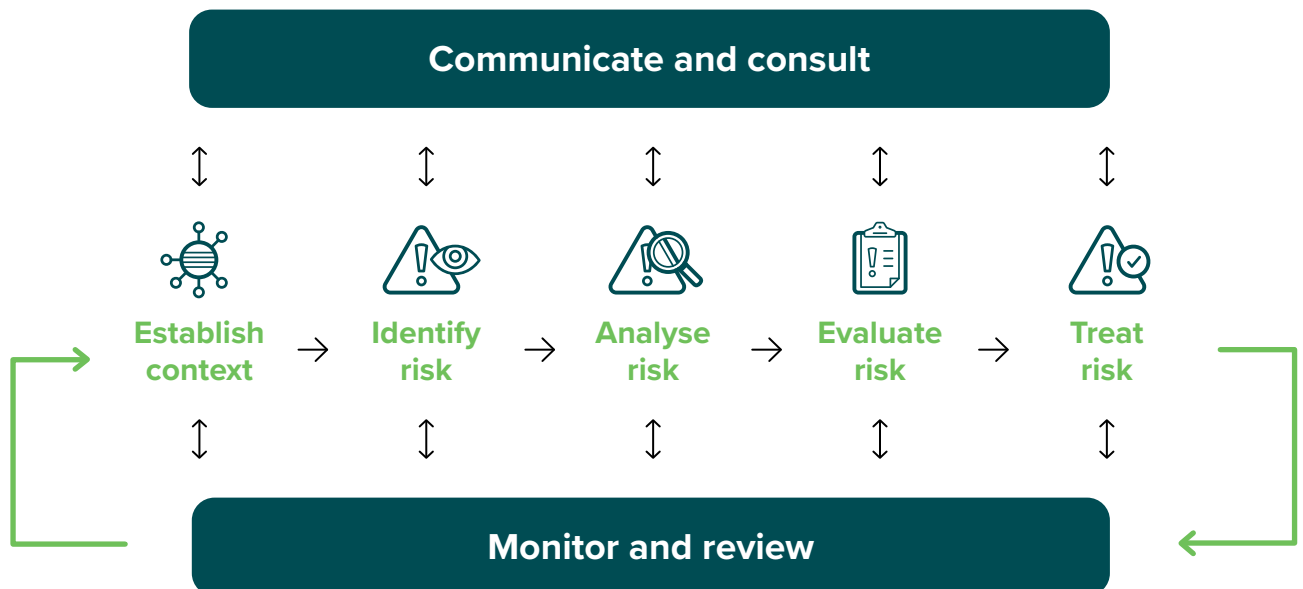 Communicate and consult
Establish
context
Identify
risk
Analyse
risk
Evaluate
risk
Treat
risk
Monitor and review